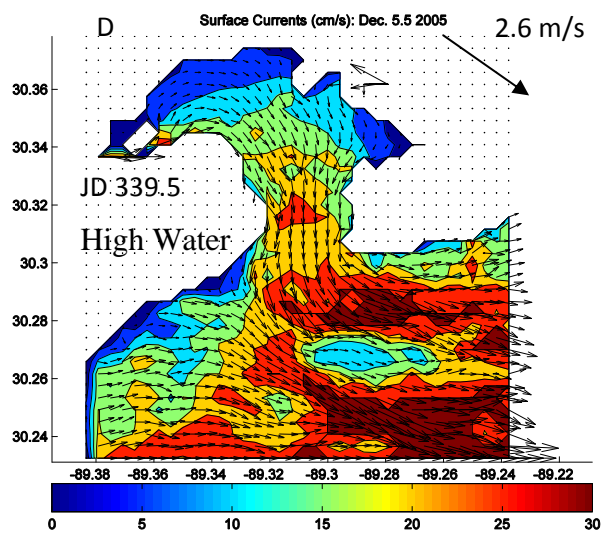 D
Surface Currents (cm/s): Dec. 5.5 2005
2.6 m/s
30.36
30.34
JD 339.5
30.32
High Water
30.3
30.28
30.26
30.24
-89.38 -89.36 -89.34 -89.32 -89.3 -89.28 -89.26 -89.24 -89.22
0 5 10 15 20 25 30